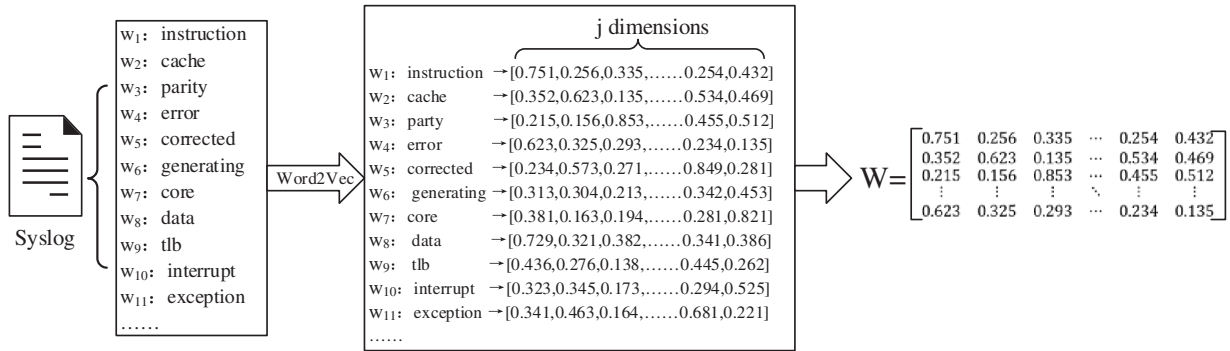 Syslog
w₁: instruction
w₂: cache
w₃: parity
w₄: error
w₅: corrected
w₆: generating
w₇: core
w₈: data
w₉: tlb
w₁₀: interrupt
w₁₁: exception
......
Word2Vec
j dimensions
w₁: instruction →[0.751,0.256,0.335,……0.254,0.432]
w₂: cache →[0.352,0.623,0.135,……0.534,0.469]
w₃: party →[0.215,0.156,0.853,……0.455,0.512]
w₄: error →[0.623,0.325,0.293,……0.234,0.135]
w₅: corrected →[0.234,0.573,0.271,……0.849,0.281]
w₆: generating →[0.313,0.304,0.213,……0.342,0.453]
w₇: core →[0.381,0.163,0.194,……0.281,0.821]
w₈: data →[0.729,0.321,0.382,……0.341,0.386]
w₉: tlb →[0.436,0.276,0.138,……0.445,0.262]
w₁₀: interrupt →[0.323,0.345,0.173,……0.294,0.525]
w₁₁: exception →[0.341,0.463,0.164,……0.681,0.221]
......
W=
0.751 0.256 0.335 ⋯ 0.254 0.432
0.352 0.623 0.135 ⋯ 0.534 0.469
0.215 0.156 0.853 ⋯ 0.455 0.512
⋮ ⋮ ⋮ ⋱ ⋮ ⋮
0.623 0.325 0.293 ⋯ 0.234 0.135